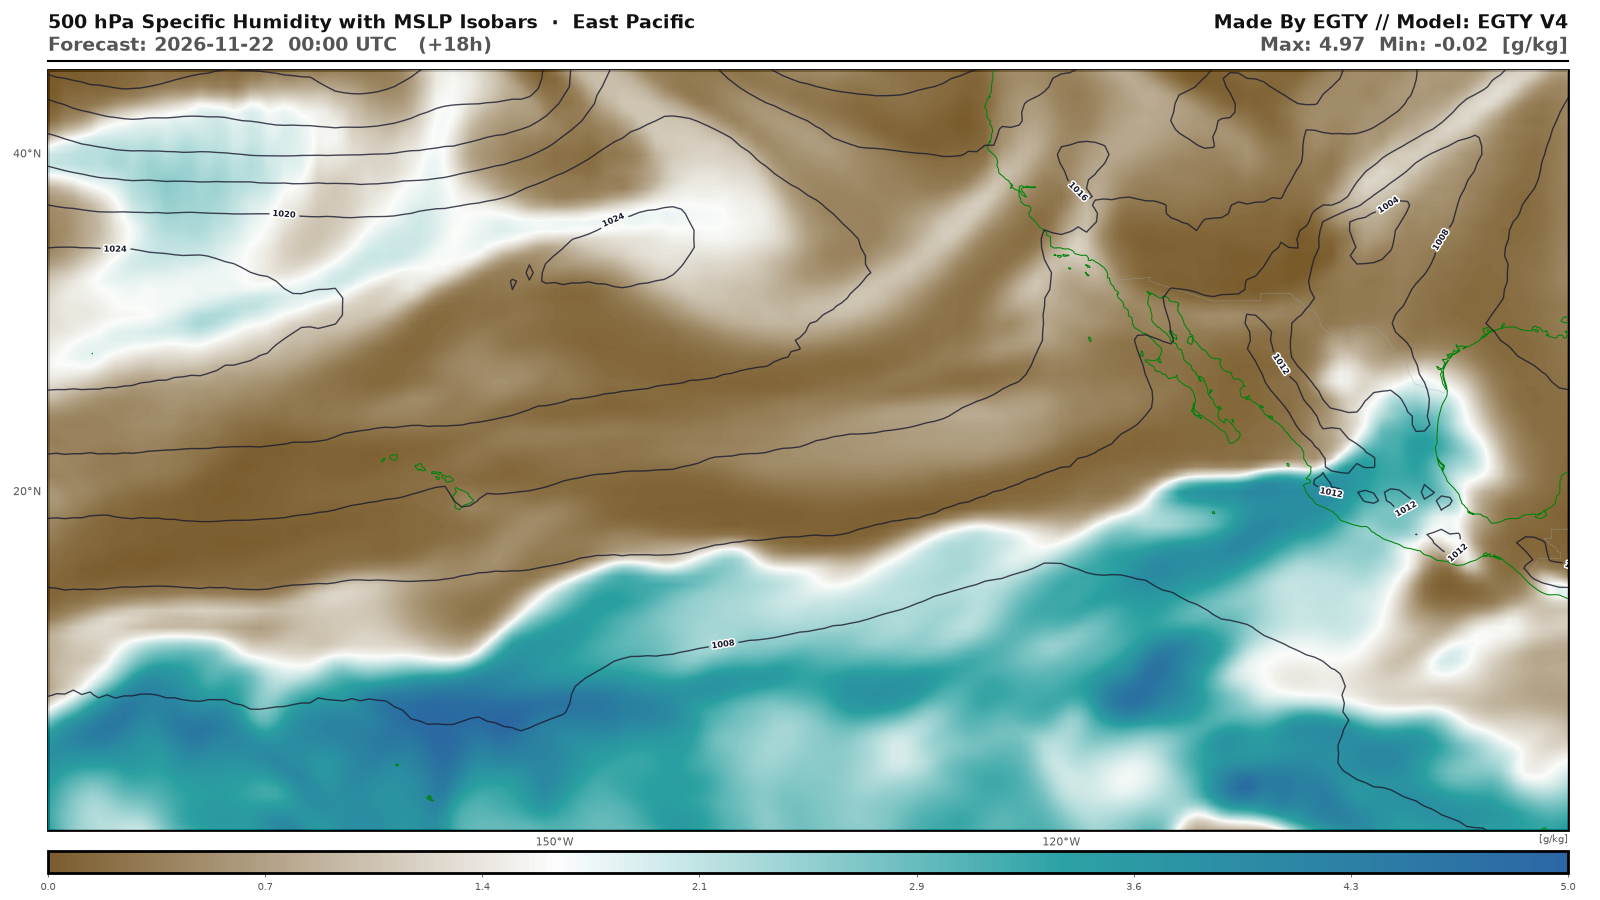 500 hPa Specific Humidity with MSLP Isobars · East Pacific
Made By EGTY // Model: EGTY V4
Forecast: 2026-11-22 00:00 UTC (+18h)
Max: 4.97 Min: -0.02 [g/kg]
40°N
1016
1004
1020
1024
1008
1024
1012
20°N
1012
1012
1012
1008
150°W
120°W
[g/kg]
0.0
0.7
1.4
2.1
2.9
3.6
4.3
5.0